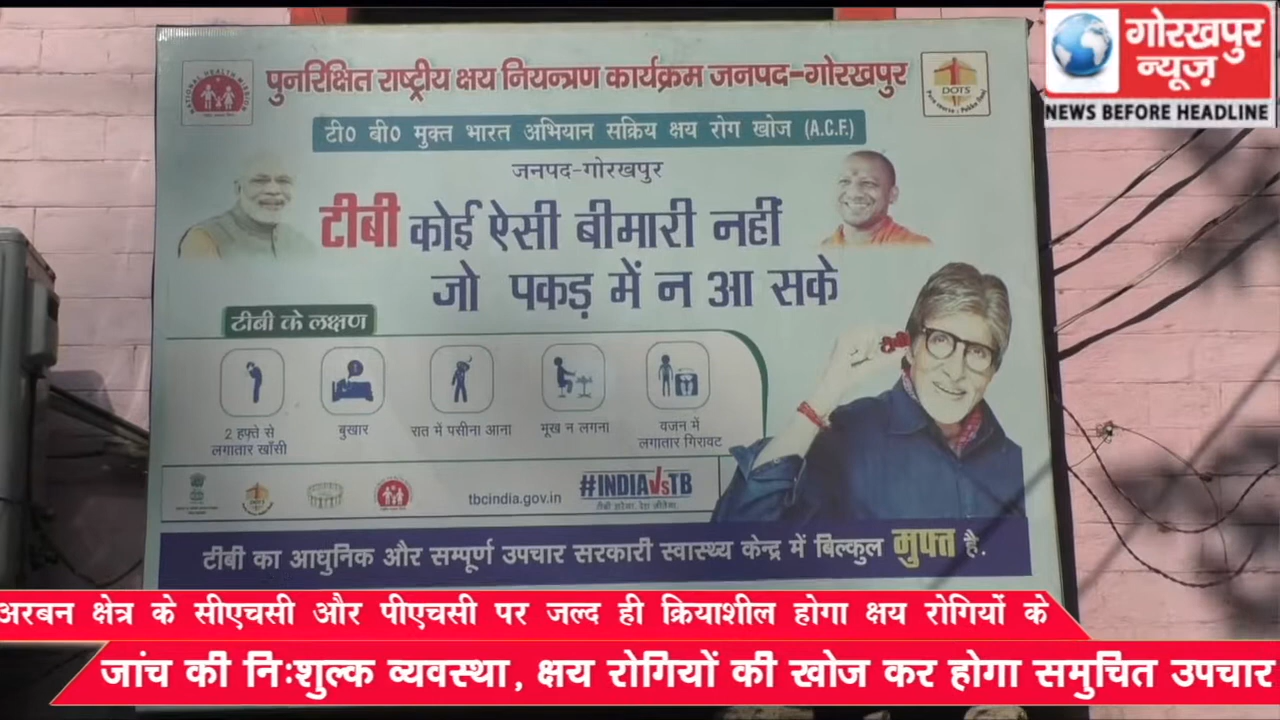 गोरखपुर
न्यूज़
NEWS BEFORE HEADLINE
पुनरिक्षित राष्ट्रीय क्षय नियन्त्रण कार्यक्रम जनपद-गोरखपुर
DOTS
टी० बी० मुक्त भारत अभियान सक्रिय क्षय रोग खोज (A.C.F.)
जनपद-गोरखपुर
टीबी कोई ऐसी बीमारी नहीं
जो पकड़ में न आ सके
टीबी के लक्षण
2 हफ्ते से
लगातार खाँसी
बुखार
रात में पसीना आना
भूख न लगना
वजन में
लगातार गिरावट
tbcindia.gov.in
#INDIAVsTB
टीबी हारेगा, देश जीतेगा.
टीबी का आधुनिक और सम्पूर्ण उपचार सरकारी स्वास्थ्य केन्द्र में बिल्कुल मुफ्त है.
अरबन क्षेत्र के सीएचसी और पीएचसी पर जल्द ही क्रियाशील होगा क्षय रोगियों के
जांच की निःशुल्क व्यवस्था, क्षय रोगियों की खोज कर होगा समुचित उपचार